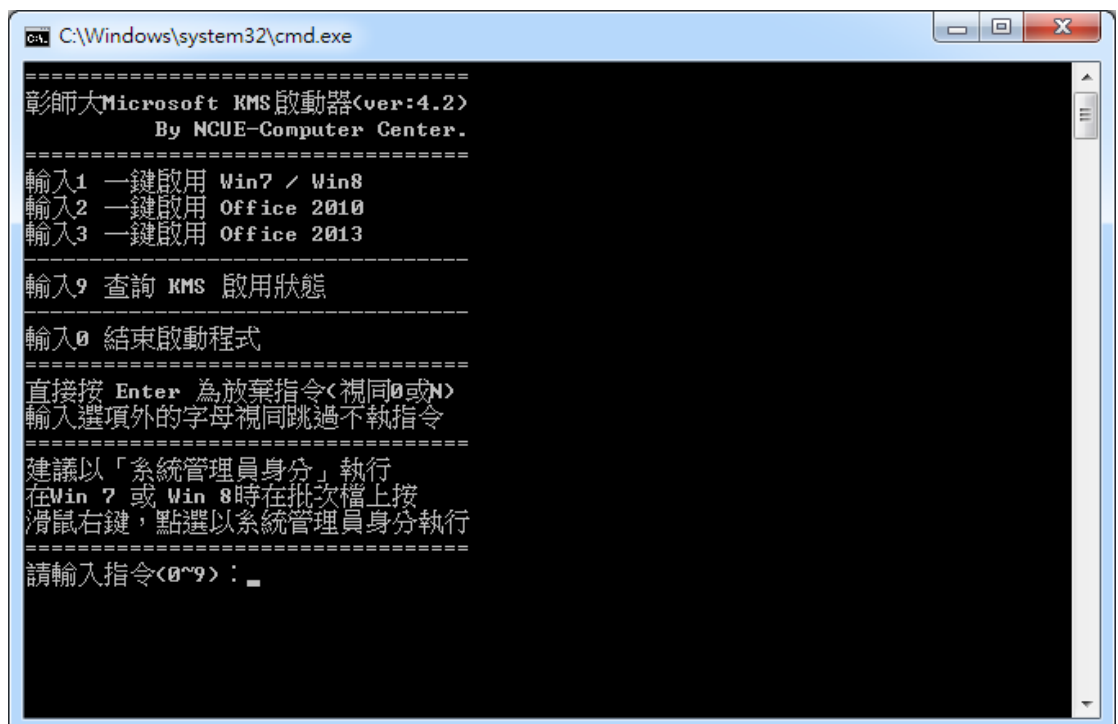 C:\Windows\system32\cmd.exe
==================================
彰師大Microsoft KMS啟動器(ver:4.2)
By NCUE-Computer Center.
==================================
輸入1 一鍵啟用 Win7 / Win8
輸入2 一鍵啟用 Office 2010
輸入3 一鍵啟用 Office 2013
----------------------------------
輸入9 查詢 KMS 啟用狀態
----------------------------------
輸入0 結束啟動程式
==================================
直接按 Enter 為放棄指令(視同0或N)
輸入選項外的字母視同跳過不執指令
==================================
建議以「系統管理員身分」執行
在Win 7 或 Win 8時在批次檔上按
滑鼠右鍵，點選以系統管理員身分執行
==================================
請輸入指令(0~9)：_